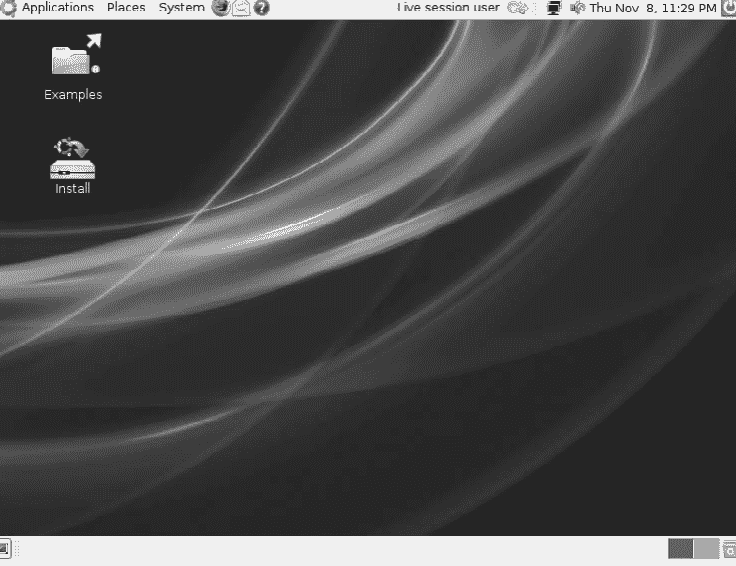 Applications Places System Live session user Thu Nov 8, 11:29 PM
Examples
Install